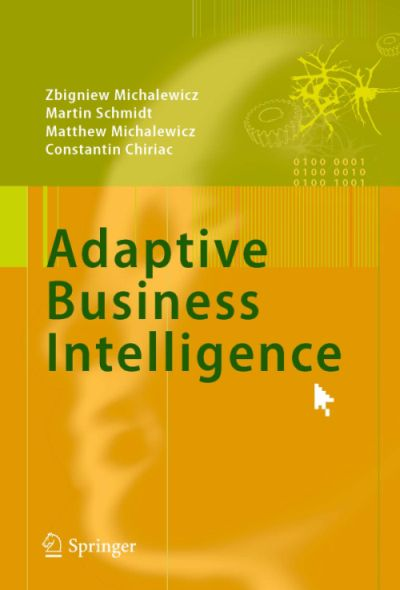 Zbigniew Michalewicz
Martin Schmidt
Matthew Michalewicz
Constantin Chiriac
0100 0001
0100 0010
0100 1001
Adaptive
Business
Intelligence
Springer